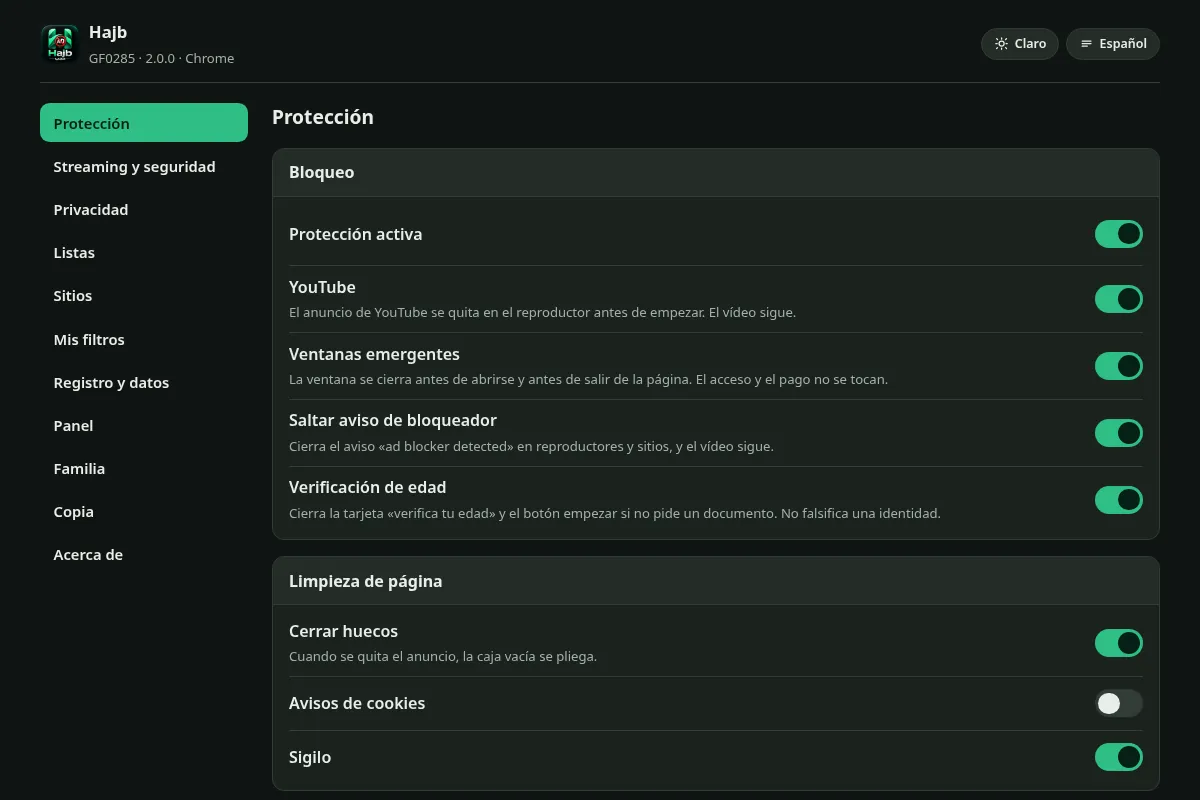 Hajb
Hajb
GF0285 · 2.0.0 · Chrome
Claro
Español
Protección
Streaming y seguridad
Privacidad
Listas
Sitios
Mis filtros
Registro y datos
Panel
Familia
Copia
Acerca de
Protección
Bloqueo
Protección activa
YouTube
El anuncio de YouTube se quita en el reproductor antes de empezar. El vídeo sigue.
Ventanas emergentes
La ventana se cierra antes de abrirse y antes de salir de la página. El acceso y el pago no se tocan.
Saltar aviso de bloqueador
Cierra el aviso «ad blocker detected» en reproductores y sitios, y el vídeo sigue.
Verificación de edad
Cierra la tarjeta «verifica tu edad» y el botón empezar si no pide un documento. No falsifica una identidad.
Limpieza de página
Cerrar huecos
Cuando se quita el anuncio, la caja vacía se pliega.
Avisos de cookies
Sigilo